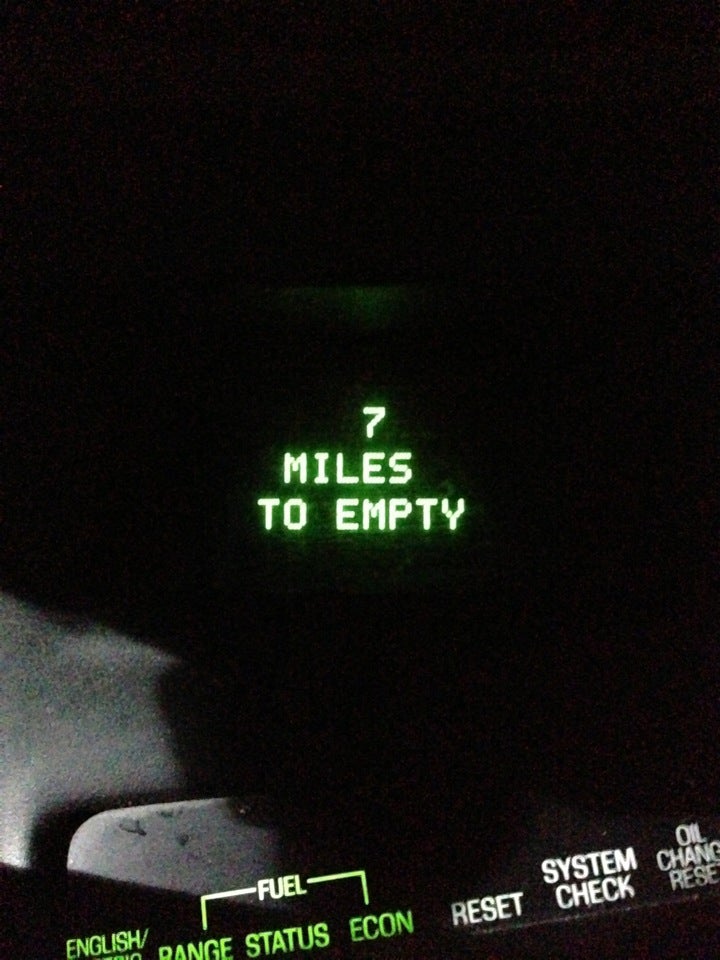 7
MILES
TO EMPTY
FUEL
ENGLISH/
RANGE STATUS ECON
RESET
SYSTEM
CHECK
OIL